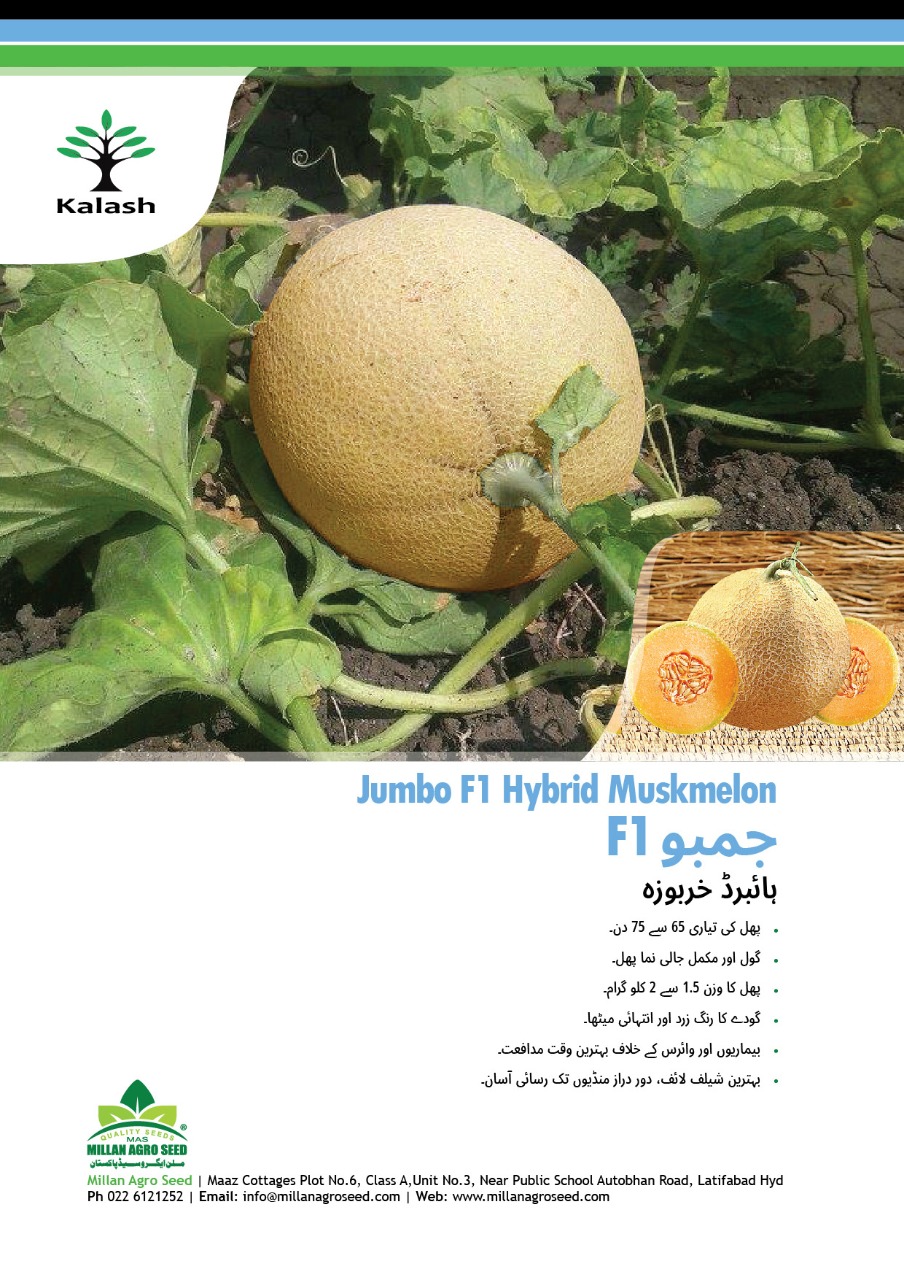 Kalash
Jumbo F1 Hybrid Muskmelon
جمبو F1
ہائبرڈ خربوزہ
• پھل کی تیاری 65 سے 75 دن۔
• گول اور مکمل جالی نما پھل۔
• پھل کا وزن 1.5 سے 2 کلو گرام۔
• گودے کا رنگ زرد اور انتہائی میٹھا۔
• بیماریوں اور وائرس کے خلاف بہترین وقت مدافعت۔
• بہترین شیلف لائف، دور دراز منڈیوں تک رسائی آسان۔
®
QUALITY SEEDS
MAS
MILLAN AGRO SEED
ملن ایگروسیڈ پاکستان
Millan Agro Seed | Maaz Cottages Plot No.6, Class A,Unit No.3, Near Public School Autobhan Road, Latifabad Hyd
Ph 022 6121252 | Email: info@millanagroseed.com | Web: www.millanagroseed.com